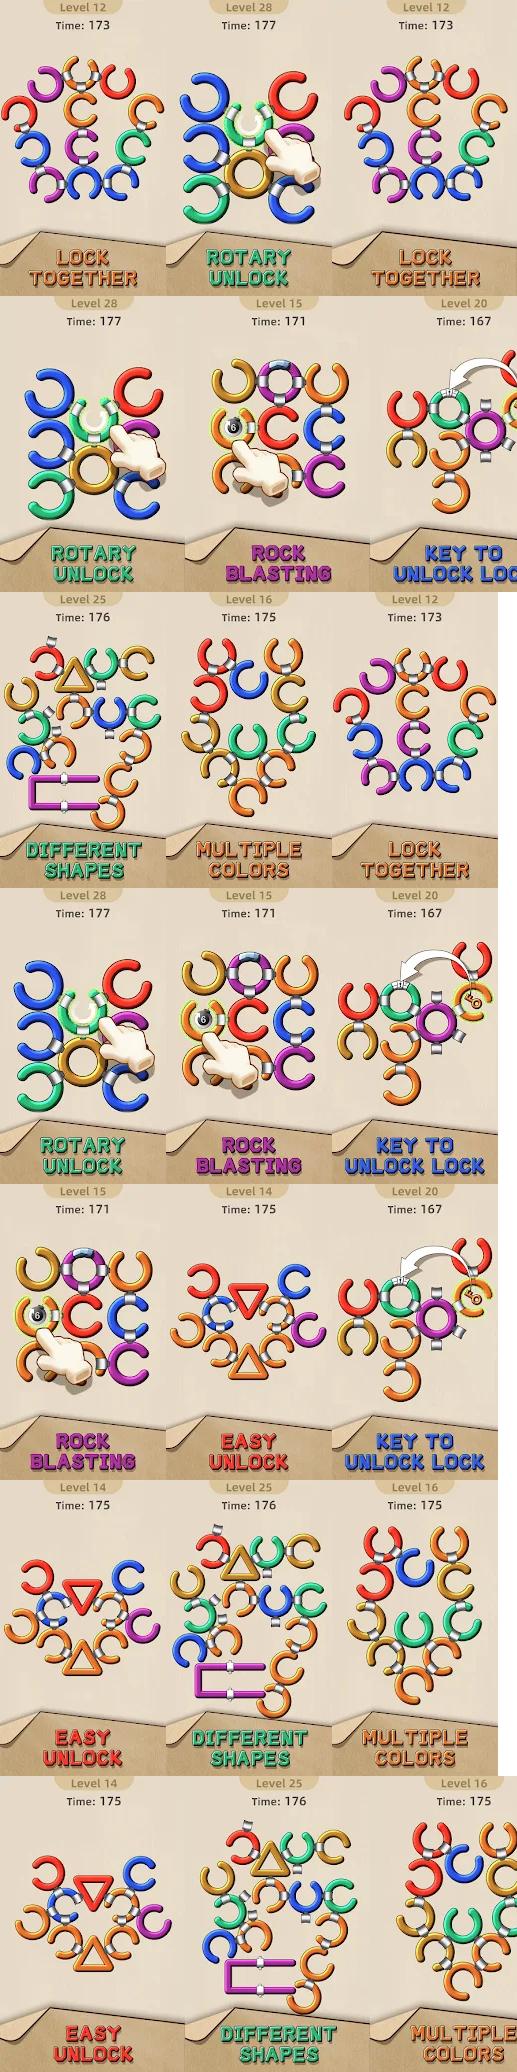 Level 12
Time: 173
LOCK
TOGETHER
Level 28
Time: 177
ROTARY
UNLOCK
Level 12
Time: 173
LOCK
TOGETHER
Level 28
Time: 177
ROTARY
UNLOCK
Level 15
Time: 171
6
ROCK
BLASTING
Level 20
Time: 167
KEY TO
UNLOCK LOC
Level 25
Time: 176
DIFFERENT
SHAPES
Level 16
Time: 175
MULTIPLE
COLORS
Level 12
Time: 173
LOCK
TOGETHER
Level 28
Time: 177
ROTARY
UNLOCK
Level 15
Time: 171
6
ROCK
BLASTING
Level 20
Time: 167
KEY TO
UNLOCK LOCK
Level 15
Time: 171
6
ROCK
BLASTING
Level 14
Time: 175
EASY
UNLOCK
Level 20
Time: 167
KEY TO
UNLOCK LOCK
Level 14
Time: 175
EASY
UNLOCK
Level 25
Time: 176
DIFFERENT
SHAPES
Level 16
Time: 175
MULTIPLE
COLORS
Level 14
Time: 175
EASY
UNLOCK
Level 25
Time: 176
DIFFERENT
SHAPES
Level 16
Time: 175
MULTIPLE
COLORS